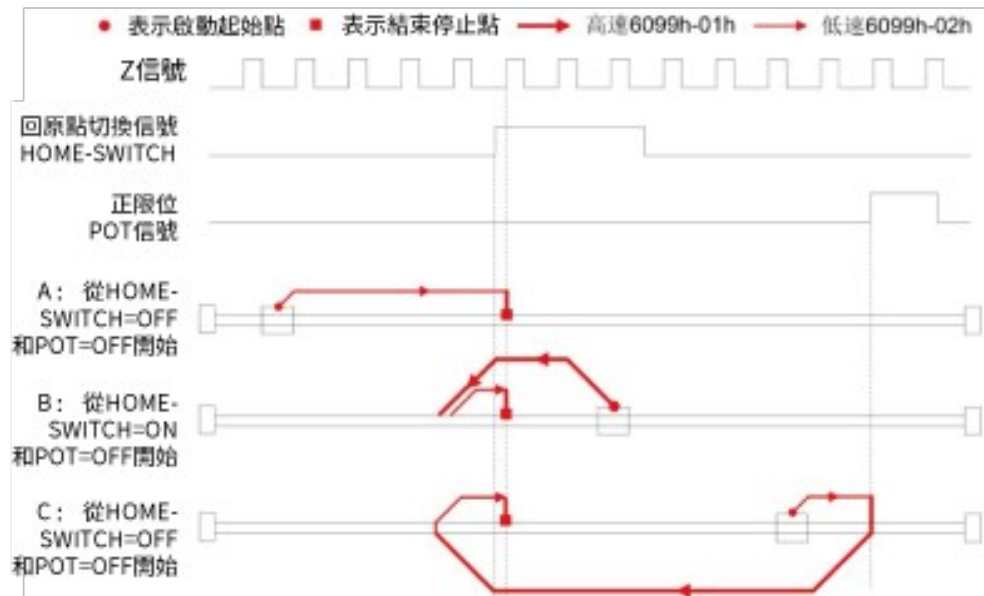 表示啟動起始點 表示結束停止點 高速6099h-01h 低速6099h-02h
Z信號
回原點切換信號
HOME-SWITCH
正限位
POT信號
A： 從HOME-
SWITCH=OFF
和POT=OFF開始
B： 從HOME-
SWITCH=ON
和POT=OFF開始
C： 從HOME-
SWITCH=OFF
和POT=OFF開始